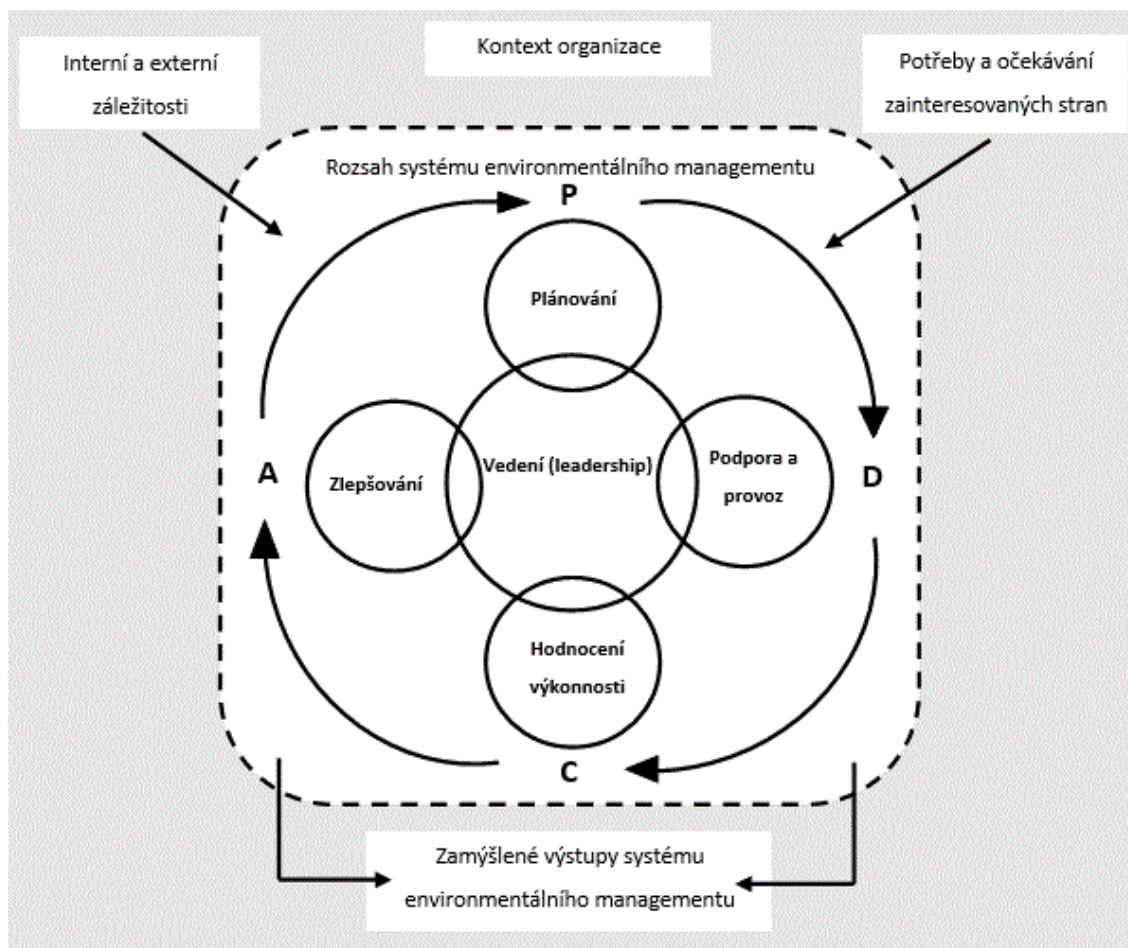 Kontext organizace
Interní a externí
záležitosti
Potřeby a očekávání
zainteresovaných stran
Rozsah systému environmentálního managementu
P
Plánování
A
Zlepšování
Vedení (leadership)
Podpora a
provoz
D
Hodnocení
výkonnosti
C
Zamýšlené výstupy systému
environmentálního managementu